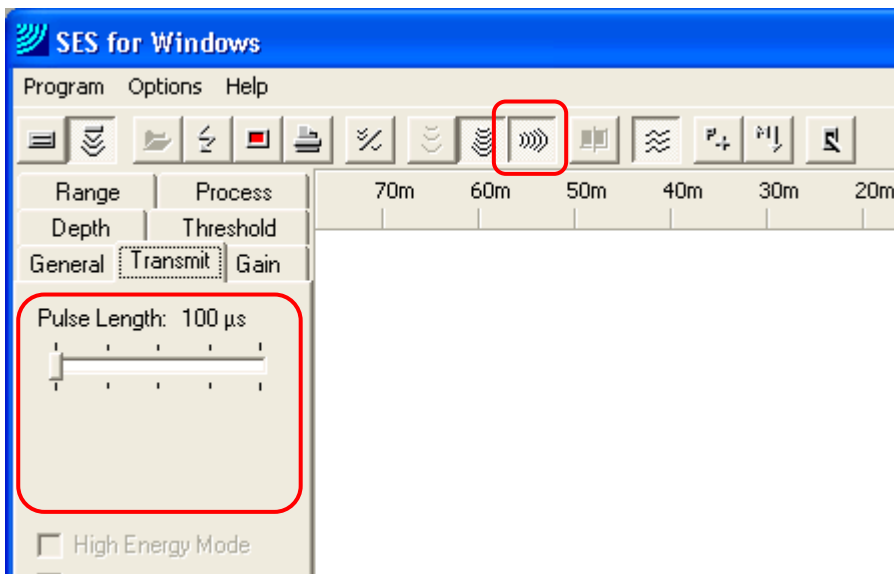 SES for Windows
Program Options Help
Range Process
70m 60m 50m 40m 30m 20m
Depth Threshold
General Transmit Gain
Pulse Length: 100 µs
High Energy Mode